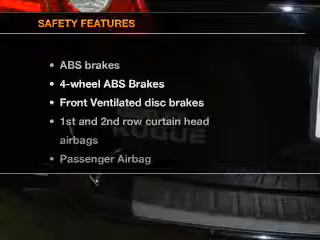 SAFETY FEATURES
• ABS brakes
• 4-wheel ABS Brakes
• Front Ventilated disc brakes
• 1st and 2nd row curtain head
airbags
• Passenger Airbag
ROGUE